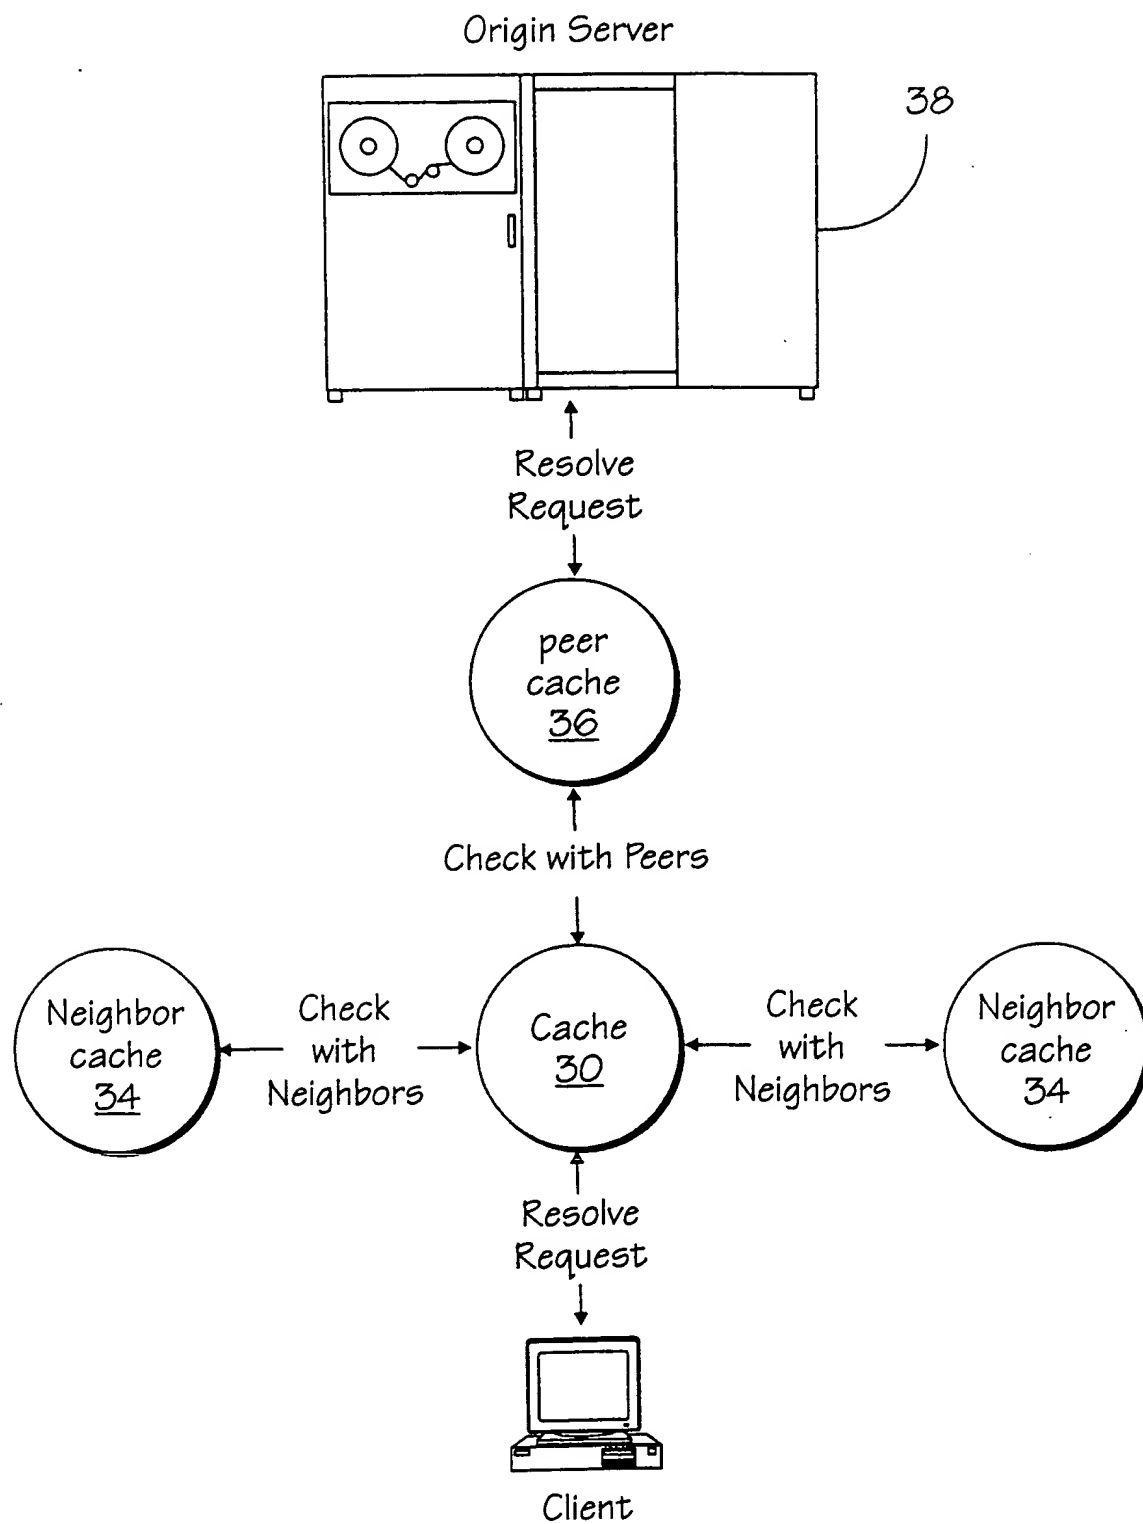 Origin Server
38
Resolve
Request
peer
cache
36
Check with Peers
Neighbor
cache
34
Check
with
Neighbors
Cache
30
Check
with
Neighbors
Neighbor
cache
34
Resolve
Request
Client